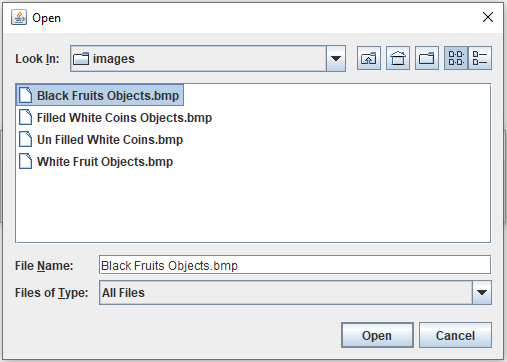 Open
Look In: images
Black Fruits Objects.bmp
Filled White Coins Objects.bmp
Un Filled White Coins.bmp
White Fruit Objects.bmp
File Name: Black Fruits Objects.bmp
Files of Type: All Files
Open Cancel